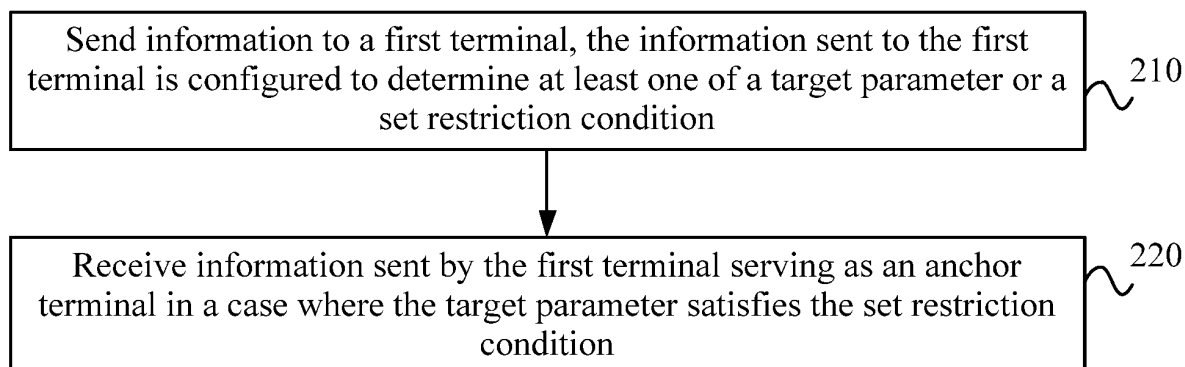 Send information to a first terminal, the information sent to the first
terminal is configured to determine at least one of a target parameter or a
set restriction condition
210
Receive information sent by the first terminal serving as an anchor
terminal in a case where the target parameter satisfies the set restriction
condition
220